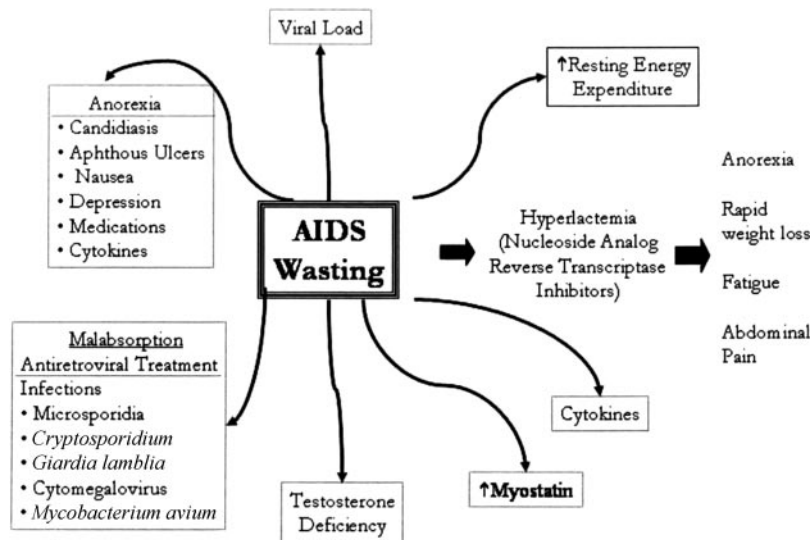 Viral Load
↑Resting Energy
Expenditure
Anorexia
• Candidiasis
• Aphthous Ulcers
• Nausea
• Depression
• Medications
• Cytokines
AIDS
Wasting
Hyperlactemia
(Nucleoside Analog
Reverse Transcriptase
Inhibitors)
Anorexia
Rapid
weight loss
Fatigue
Abdominal
Pain
Malabsorption
Antiretroviral Treatment
Infections
• Microsporidia
• Cryptosporidium
• Giardia lamblia
• Cytomegalovirus
• Mycobacterium avium
Testosterone
Deficiency
↑Myostatin
Cytokines